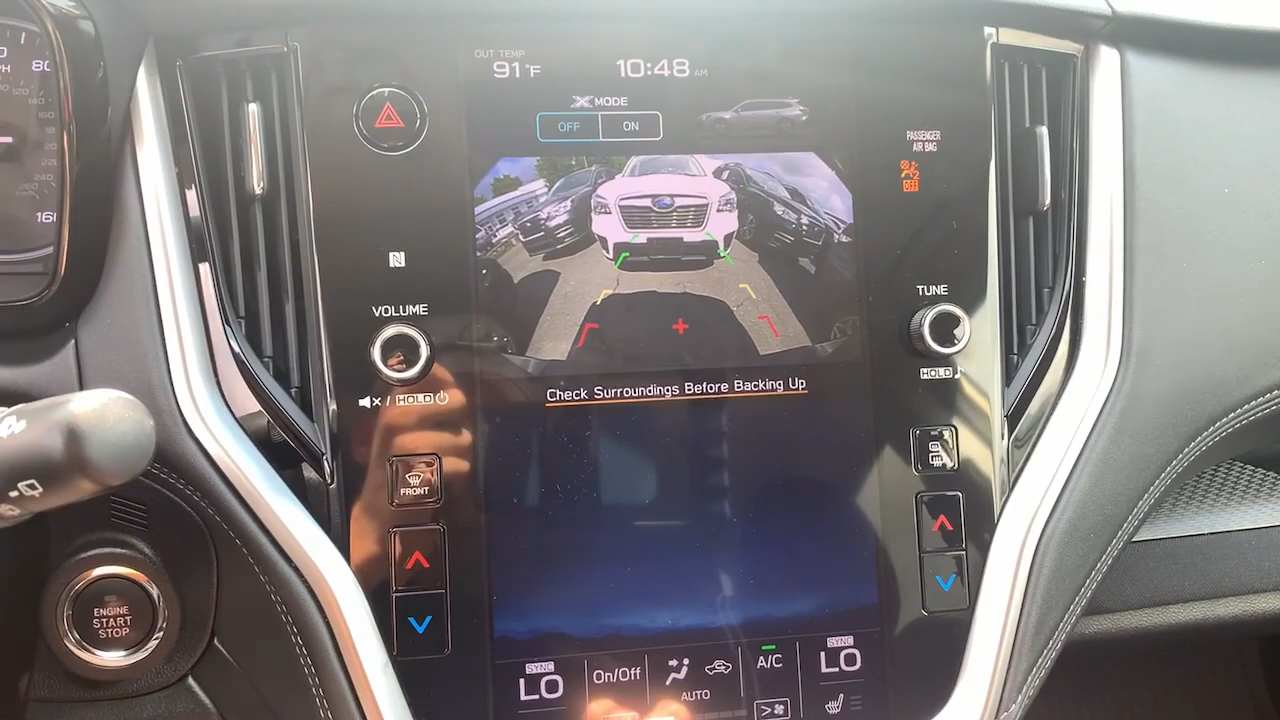 OUT TEMP
91°F
10:48 AM
X MODE
OFF
ON
PASSENGER
AIR BAG
2
OFF
80
160
VOLUME
/ HOLD
TUNE
HOLD
Check Surroundings Before Backing Up
FRONT
ENGINE
START
STOP
SYNC
LO
On/Off
AUTO
A/C
SYNC
LO